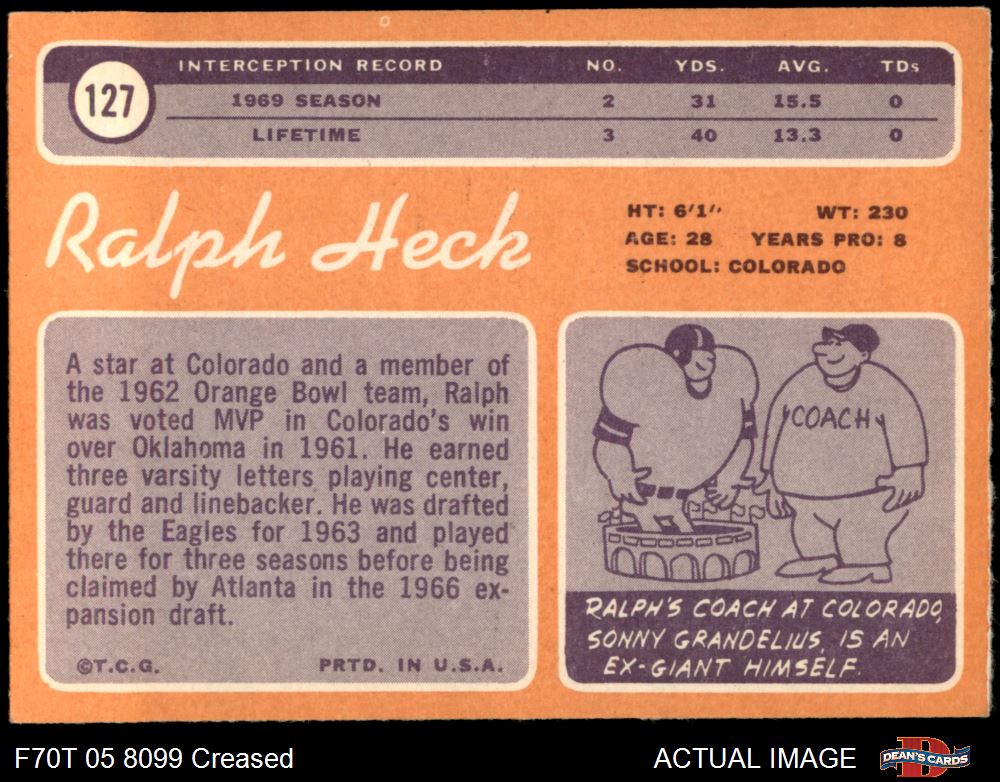 127
INTERCEPTION RECORD NO. YDS. AVG. TDs
1969 SEASON 2 31 15.5 0
LIFETIME 3 40 13.3 0
Ralph Heck
HT: 6'1" WT: 230
AGE: 28 YEARS PRO: 8
SCHOOL: COLORADO
A star at Colorado and a member of
the 1962 Orange Bowl team, Ralph
was voted MVP in Colorado's win
over Oklahoma in 1961. He earned
three varsity letters playing center,
guard and linebacker. He was drafted
by the Eagles for 1963 and played
there for three seasons before being
claimed by Atlanta in the 1966 ex-
pansion draft.
©T.C.G. PRTD. IN U.S.A.
COACH
RALPH'S COACH AT COLORADO,
SONNY GRANDELIUS, IS AN
EX-GIANT HIMSELF.
F70T 05 8099 Creased ACTUAL IMAGE
DEAN'S CARDS